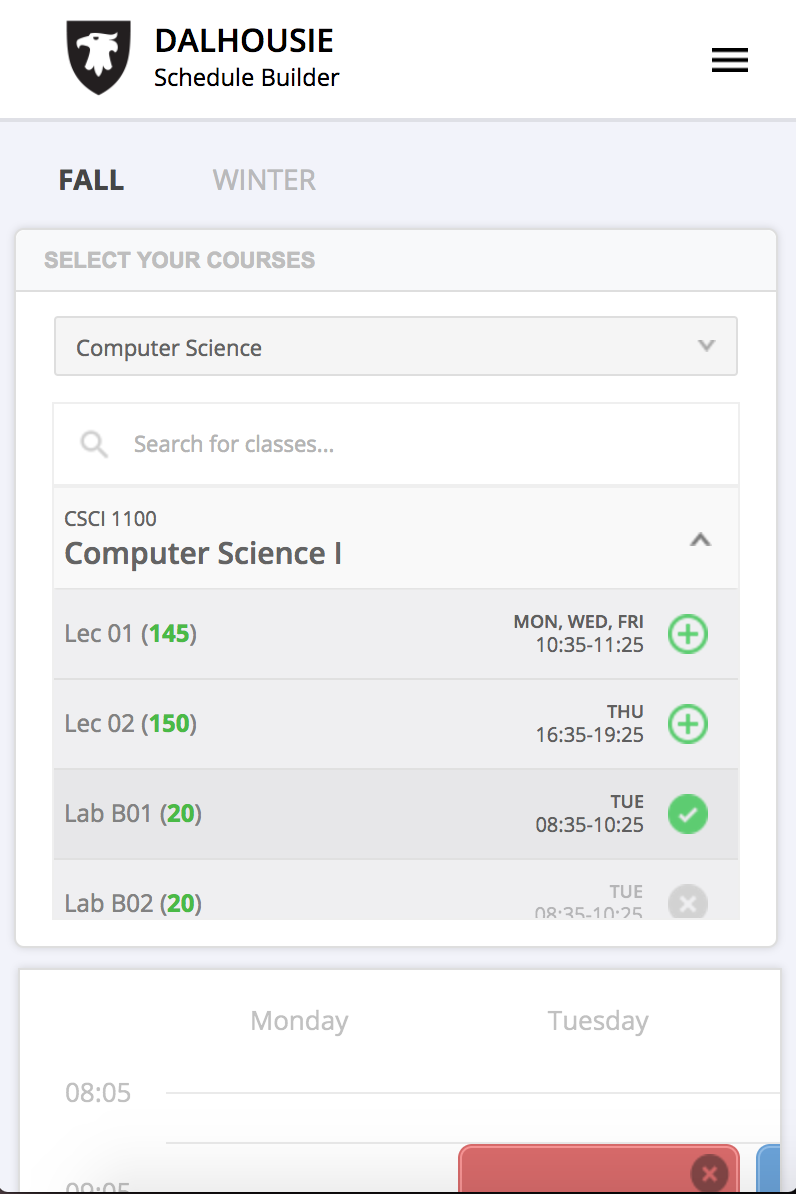 DALHOUSIE
Schedule Builder
FALL WINTER
SELECT YOUR COURSES
Computer Science
Search for classes...
CSCI 1100
Computer Science I
Lec 01 (145)
MON, WED, FRI
10:35-11:25
Lec 02 (150)
THU
16:35-19:25
Lab B01 (20)
TUE
08:35-10:25
Lab B02 (20)
TUE
08:35-10:25
Monday Tuesday
08:05
09:05